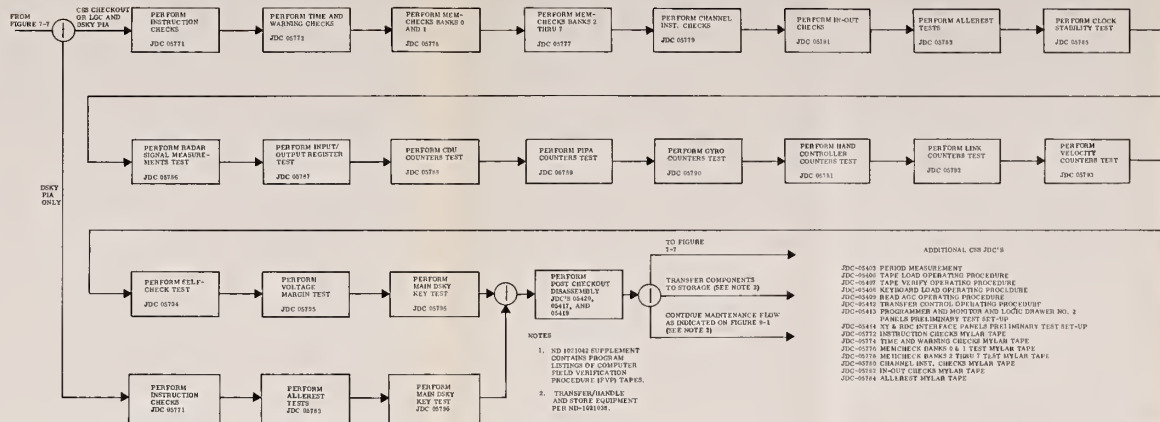 FROM
FIGURE 7-7
CSS CHECKOUT
OR LGC AND
DSKY PIA
PERFORM
INSTRUCTION
CHECKS
JDC 05771
PERFORM TIME AND
WARNING CHECKS
JDC 05773
PERFORM MEM-
CHECKS BANKS 0
AND 1
JDC 05775
PERFORM MEM-
CHECKS BANKS 2
THRU 7
JDC 05777
PERFORM CHANNEL
INST. CHECKS
JDC 05779
PERFORM IN-OUT
CHECKS
JDC 05781
PERFORM ALLEREST
TESTS
JDC 05783
PERFORM CLOCK
STABILITY TEST
JDC 05785
PERFORM RADAR
SIGNAL MEASURE-
MENTS TEST
JDC 05786
PERFORM INPUT/
OUTPUT REGISTER
TEST
JDC 05787
PERFORM CDU
COUNTERS TEST
JDC 05788
PERFORM PIPA
COUNTERS TEST
JDC 05789
PERFORM GYRO
COUNTERS TEST
JDC 05790
PERFORM HAND
CONTROLLER
COUNTERS TEST
JDC 05791
PERFORM LINK
COUNTERS TEST
JDC 05792
PERFORM
VELOCITY
COUNTERS TEST
JDC 05793
DSKY
PIA
ONLY
PERFORM SELF-
CHECK TEST
JDC 05794
PERFORM
VOLTAGE
MARGIN TEST
JDC 05795
PERFORM
MAIN DSKY
KEY TEST
JDC 05796
PERFORM
POST CHECKOUT
DISASSEMBLY
JDC'S 05420,
05417, AND
05419
TO FIGURE
7-7
TRANSFER COMPONENTS
TO STORAGE (SEE NOTE 2)
CONTINUE MAINTENANCE FLOW
AS INDICATED ON FIGURE 8-1
(SEE NOTE 2)
PERFORM
INSTRUCTION
CHECKS
JDC 05771
PERFORM
ALLEREST
TESTS
JDC 05783
PERFORM
MAIN DSKY
KEY TEST
JDC 05796
NOTES
1. ND 1021042 SUPPLEMENT
CONTAINS PROGRAM
LISTINGS OF COMPUTER
FIELD VERIFICATION
PROCEDURE (FVP) TAPES.
2. TRANSFER/HANDLE
AND STORE EQUIPMENT
PER ND-1021038.
ADDITIONAL CSS JDC'S
JDC-05403 PERIOD MEASUREMENT
JDC-05406 TAPE LOAD OPERATING PROCEDURE
JDC-05407 TAPE VERIFY OPERATING PROCEDURE
JDC-05408 KEYBOARD LOAD OPERATING PROCEDURE
JDC-05409 READ AGC OPERATING PROCEDURE
JDC-05412 TRANSFER CONTROL OPERATING PROCEDURE
JDC-05413 PROGRAMMER AND MONITOR AND LOGIC DRAWER NO. 2
PANELS PRELIMINARY TEST SET-UP
JDC-05414 XY & RDC INTERFACE PANELS PRELIMINARY TEST SET-UP
JDC-05772 INSTRUCTION CHECKS MYLAR TAPE
JDC-05774 TIME AND WARNING CHECKS MYLAR TAPE
JDC-05776 MEMCHECK BANKS 0 & 1 TEST MYLAR TAPE
JDC-05778 MEMCHECK BANKS 2 THRU 7 TEST MYLAR TAPE
JDC-05780 CHANNEL INST. CHECKS MYLAR TAPE
JDC-05782 IN-OUT CHECKS MYLAR TAPE
JDC-05784 ALLEREST MYLAR TAPE